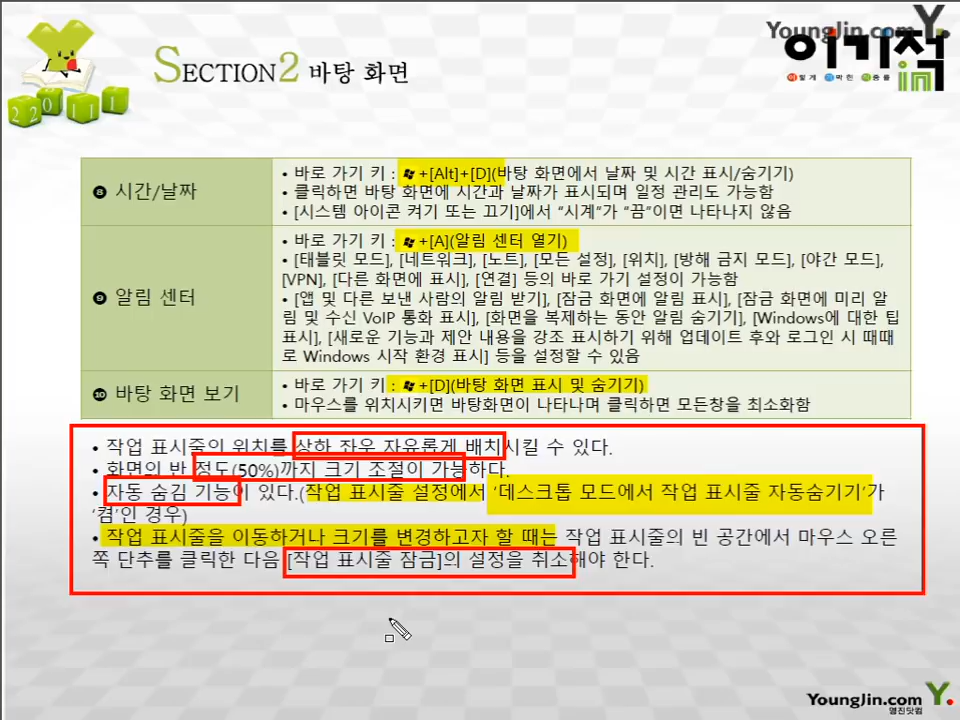 YoungJin.com Y.
이기적in
이렇게 기막힌 적중률
SECTION2 바탕 화면
2 2 0 1 1 1
❽ 시간/날짜
• 바로 가기 키 : +[Alt]+[D](바탕 화면에서 날짜 및 시간 표시/숨기기)
• 클릭하면 바탕 화면에 시간과 날짜가 표시되며 일정 관리도 가능함
• [시스템 아이콘 켜기 또는 끄기]에서 “시계”가 “끔”이면 나타나지 않음
❾ 알림 센터
• 바로 가기 키 : +[A](알림 센터 열기)
• [태블릿 모드], [네트워크], [노트], [모든 설정], [위치], [방해 금지 모드], [야간 모드],
[VPN], [다른 화면에 표시], [연결] 등의 바로 가기 설정이 가능함
• [앱 및 다른 보낸 사람의 알림 받기], [잠금 화면에 알림 표시], [잠금 화면에 미리 알
림 및 수신 VoIP 통화 표시], [화면을 복제하는 동안 알림 숨기기], [Windows에 대한 팁
표시], [새로운 기능과 제안 내용을 강조 표시하기 위해 업데이트 후와 로그인 시 때때
로 Windows 시작 환경 표시] 등을 설정할 수 있음
❿ 바탕 화면 보기
• 바로 가기 키 : +[D](바탕 화면 표시 및 숨기기)
• 마우스를 위치시키면 바탕화면이 나타나며 클릭하면 모든창을 최소화함
• 작업 표시줄의 위치를 상하 좌우 자유롭게 배치시킬 수 있다.
• 화면의 반 정도(50%)까지 크기 조절이 가능하다.
• 자동 숨김 기능이 있다.(작업 표시줄 설정에서 ‘데스크톱 모드에서 작업 표시줄 자동숨기기’가
‘켬’인 경우)
• 작업 표시줄을 이동하거나 크기를 변경하고자 할 때는 작업 표시줄의 빈 공간에서 마우스 오른
쪽 단추를 클릭한 다음 [작업 표시줄 잠금]의 설정을 취소해야 한다.
YoungJin.com Y.
영진닷컴